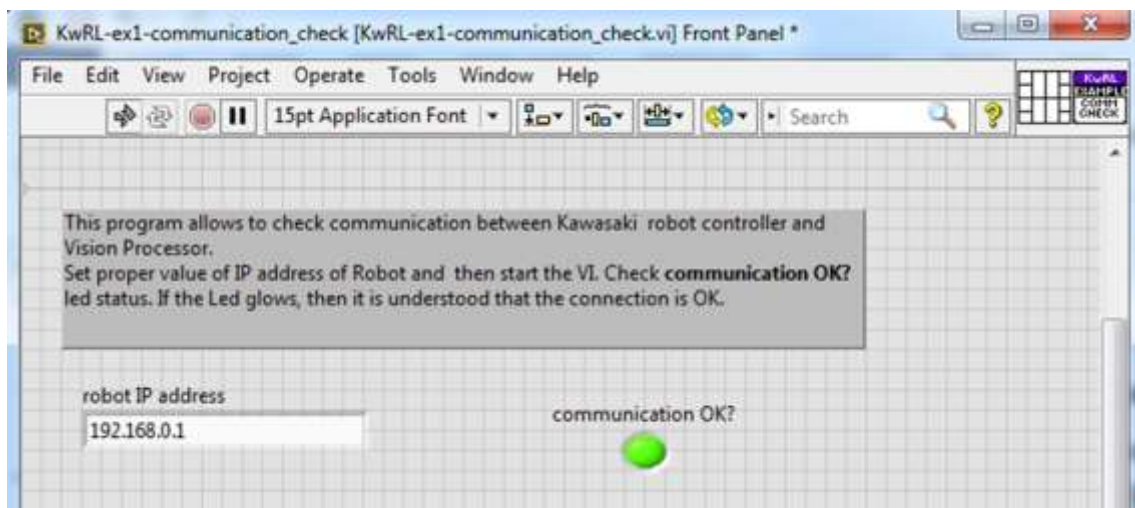 KwRL-ex1-communication_check [KwRL-ex1-communication_check.vi] Front Panel *
File Edit View Project Operate Tools Window Help
15pt Application Font
Search
KwRL
EXAMPLE
COMM
CHECK
This program allows to check communication between Kawasaki robot controller and
Vision Processor.
Set proper value of IP address of Robot and then start the VI. Check communication OK?
led status. If the Led glows, then it is understood that the connection is OK.
robot IP address
192.168.0.1
communication OK?